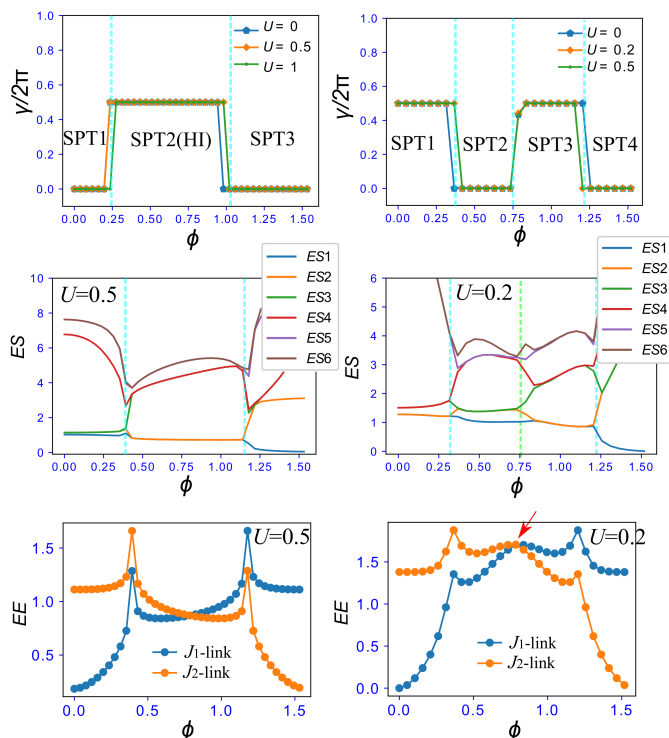 1.0
0.8
0.6
0.4
0.2
0.0
γ/2π
U = 0
U = 0.5
U = 1
SPT1
SPT2(HI)
SPT3
0.00 0.25 0.50 0.75 1.00 1.25 1.50
ϕ
1.0
0.8
0.6
0.4
0.2
0.0
γ/2π
U = 0
U = 0.2
U = 0.5
SPT1
SPT2
SPT3
SPT4
0.00 0.25 0.50 0.75 1.00 1.25 1.50
ϕ
10
8
6
4
2
0
ES
U=0.5
ES1
ES2
ES3
ES4
ES5
ES6
0.00 0.25 0.50 0.75 1.00 1.25 1.50
ϕ
6
5
4
3
2
1
0
ES
U=0.2
ES1
ES2
ES3
ES4
ES5
ES6
0.00 0.25 0.50 0.75 1.00 1.25 1.50
ϕ
1.5
1.0
0.5
EE
U=0.5
J1-link
J2-link
0.0 0.5 1.0 1.5
ϕ
1.5
1.0
0.5
0.0
EE
U=0.2
J1-link
J2-link
0.0 0.5 1.0 1.5
ϕ